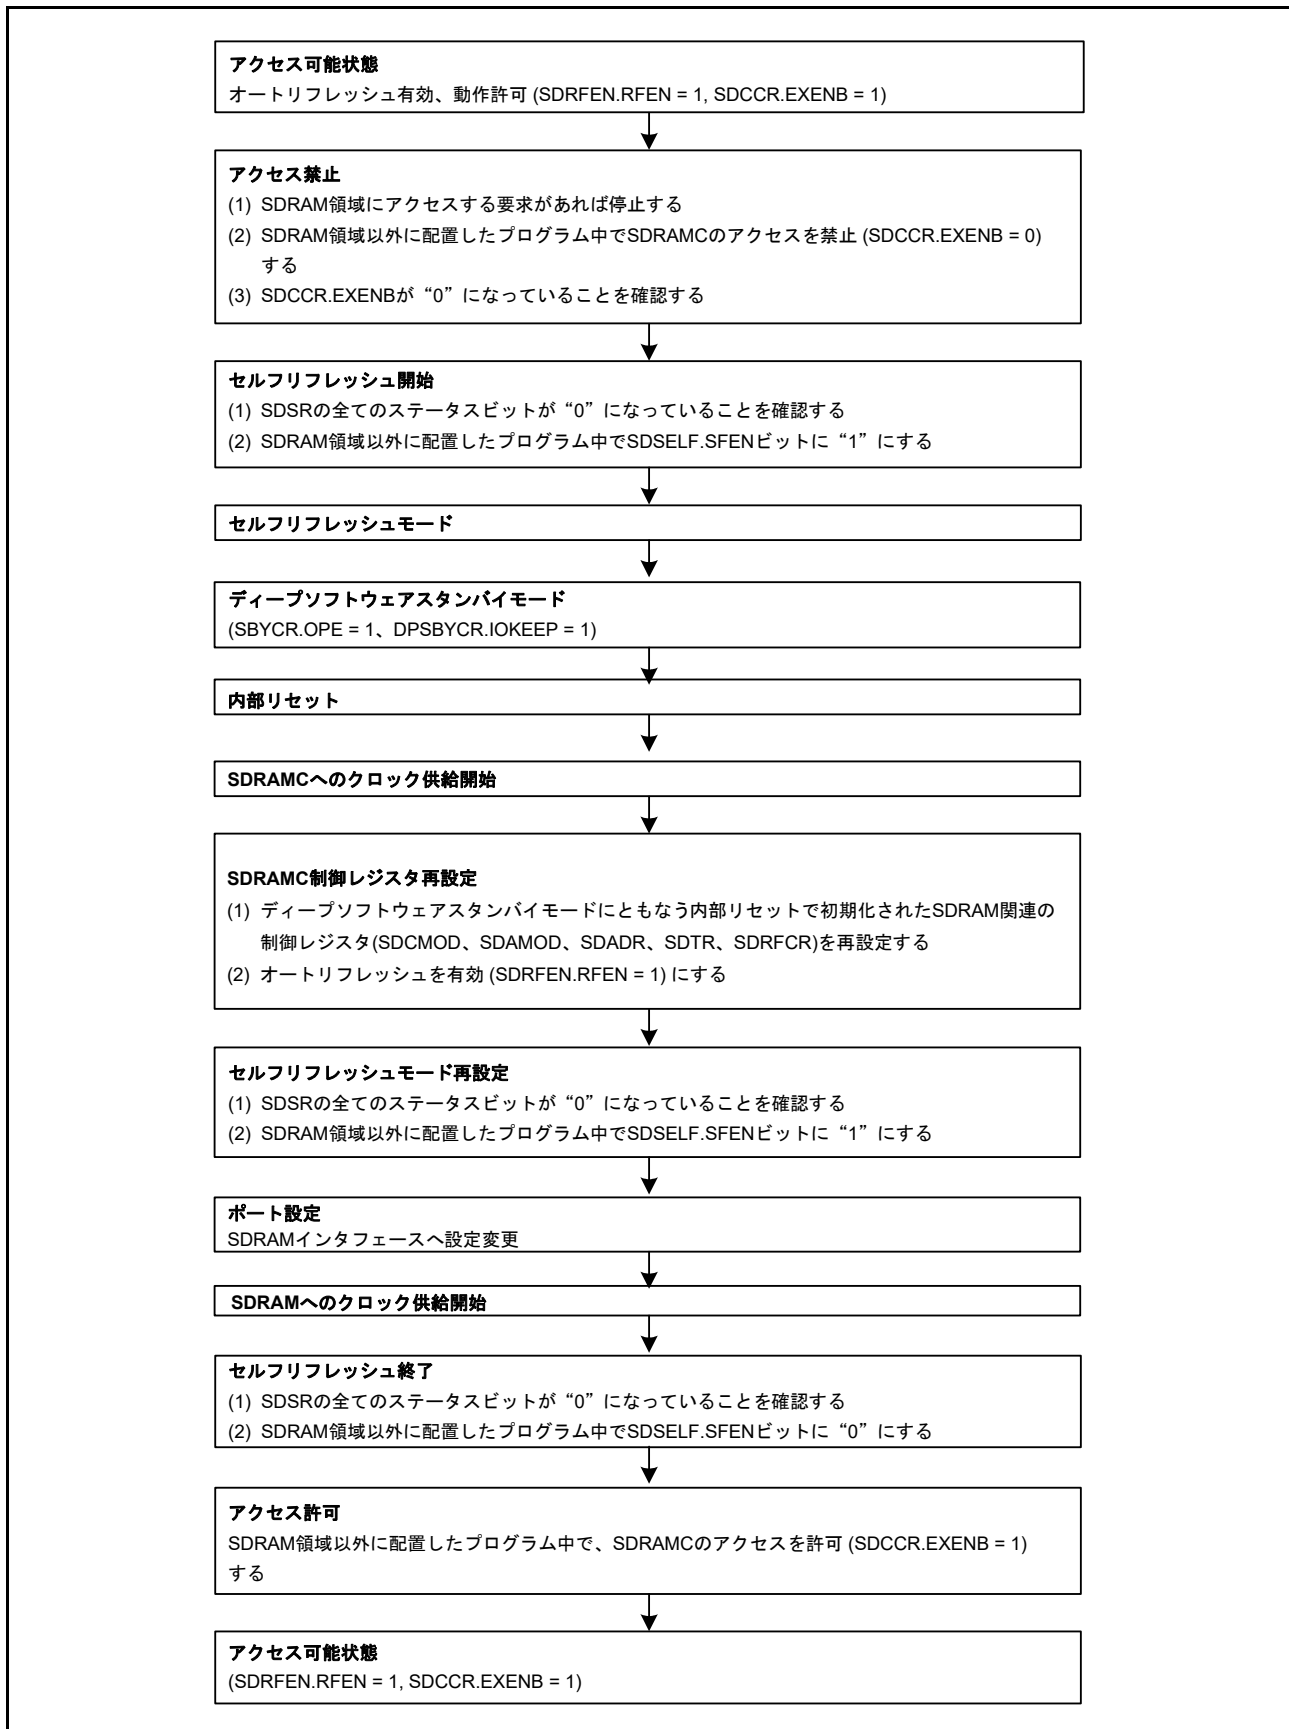 アクセス可能状態
オートリフレッシュ有効、動作許可 (SDRFEN.RFEN = 1, SDCCR.EXENB = 1)
アクセス禁止
(1) SDRAM領域にアクセスする要求があれば停止する
(2) SDRAM領域以外に配置したプログラム中でSDRAMCのアクセスを禁止 (SDCCR.EXENB = 0)
する
(3) SDCCR.EXENBが“0”になっていることを確認する
セルフリフレッシュ開始
(1) SDSRの全てのステータスビットが“0”になっていることを確認する
(2) SDRAM領域以外に配置したプログラム中でSDSELF.SFENビットに“1”にする
セルフリフレッシュモード
ディープソフトウェアスタンバイモード
(SBYCR.OPE = 1、DPSBYCR.IOKEEP = 1)
内部リセット
SDRAMCへのクロック供給開始
SDRAMC制御レジスタ再設定
(1) ディープソフトウェアスタンバイモードにともなう内部リセットで初期化されたSDRAM関連の
制御レジスタ(SDCMOD、SDAMOD、SDADR、SDTR、SDRFCR)を再設定する
(2) オートリフレッシュを有効 (SDRFEN.RFEN = 1) にする
セルフリフレッシュモード再設定
(1) SDSRの全てのステータスビットが“0”になっていることを確認する
(2) SDRAM領域以外に配置したプログラム中でSDSELF.SFENビットに“1”にする
ポート設定
SDRAMインタフェースへ設定変更
SDRAMへのクロック供給開始
セルフリフレッシュ終了
(1) SDSRの全てのステータスビットが“0”になっていることを確認する
(2) SDRAM領域以外に配置したプログラム中でSDSELF.SFENビットに“0”にする
アクセス許可
SDRAM領域以外に配置したプログラム中で、SDRAMCのアクセスを許可 (SDCCR.EXENB = 1)
する
アクセス可能状態
(SDRFEN.RFEN = 1, SDCCR.EXENB = 1)